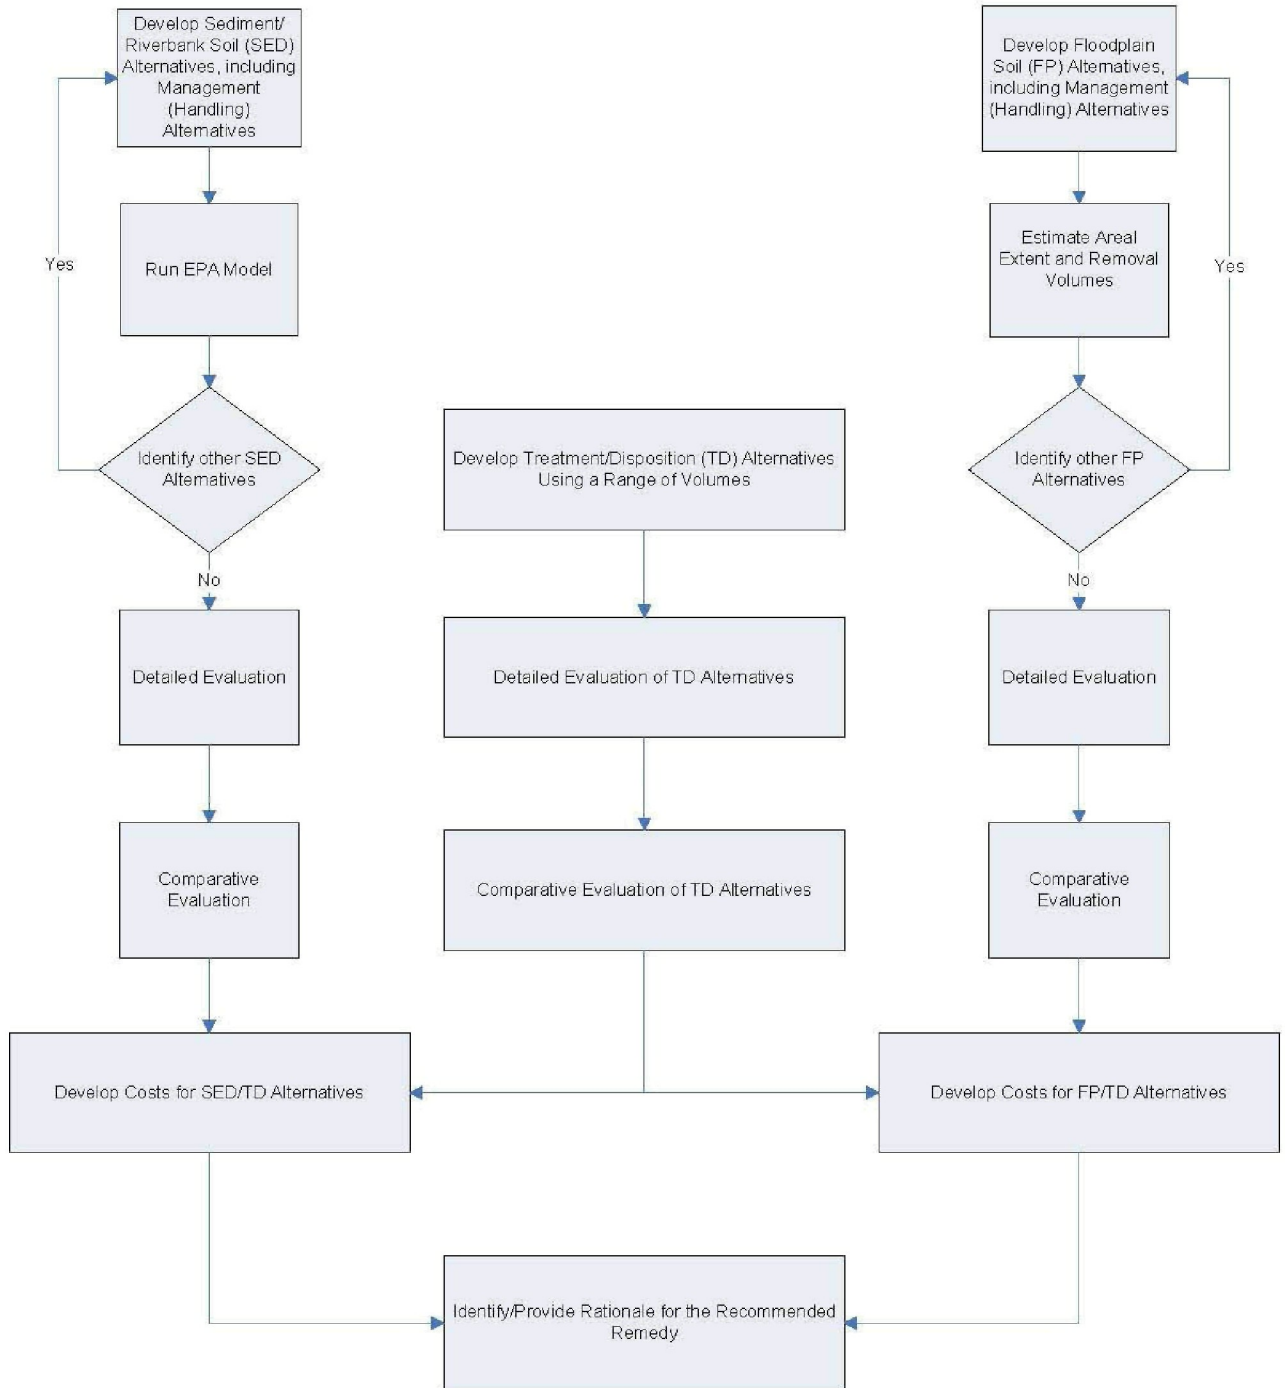 Develop Sediment/
Riverbank Soil (SED)
Alternatives, including
Management
(Handling)
Alternatives
Run EPA Model
Yes
Identify other SED
Alternatives
No
Detailed Evaluation
Comparative
Evaluation
Develop Costs for SED/TD Alternatives
Develop Treatment/Disposition (TD) Alternatives
Using a Range of Volumes
Detailed Evaluation of TD Alternatives
Comparative Evaluation of TD Alternatives
Develop Floodplain
Soil (FP) Alternatives,
including Management
(Handling) Alternatives
Estimate Areal
Extent and Removal
Volumes
Yes
Identify other FP
Alternatives
No
Detailed Evaluation
Comparative
Evaluation
Develop Costs for FP/TD Alternatives
Identify/Provide Rationale for the Recommended
Remedy